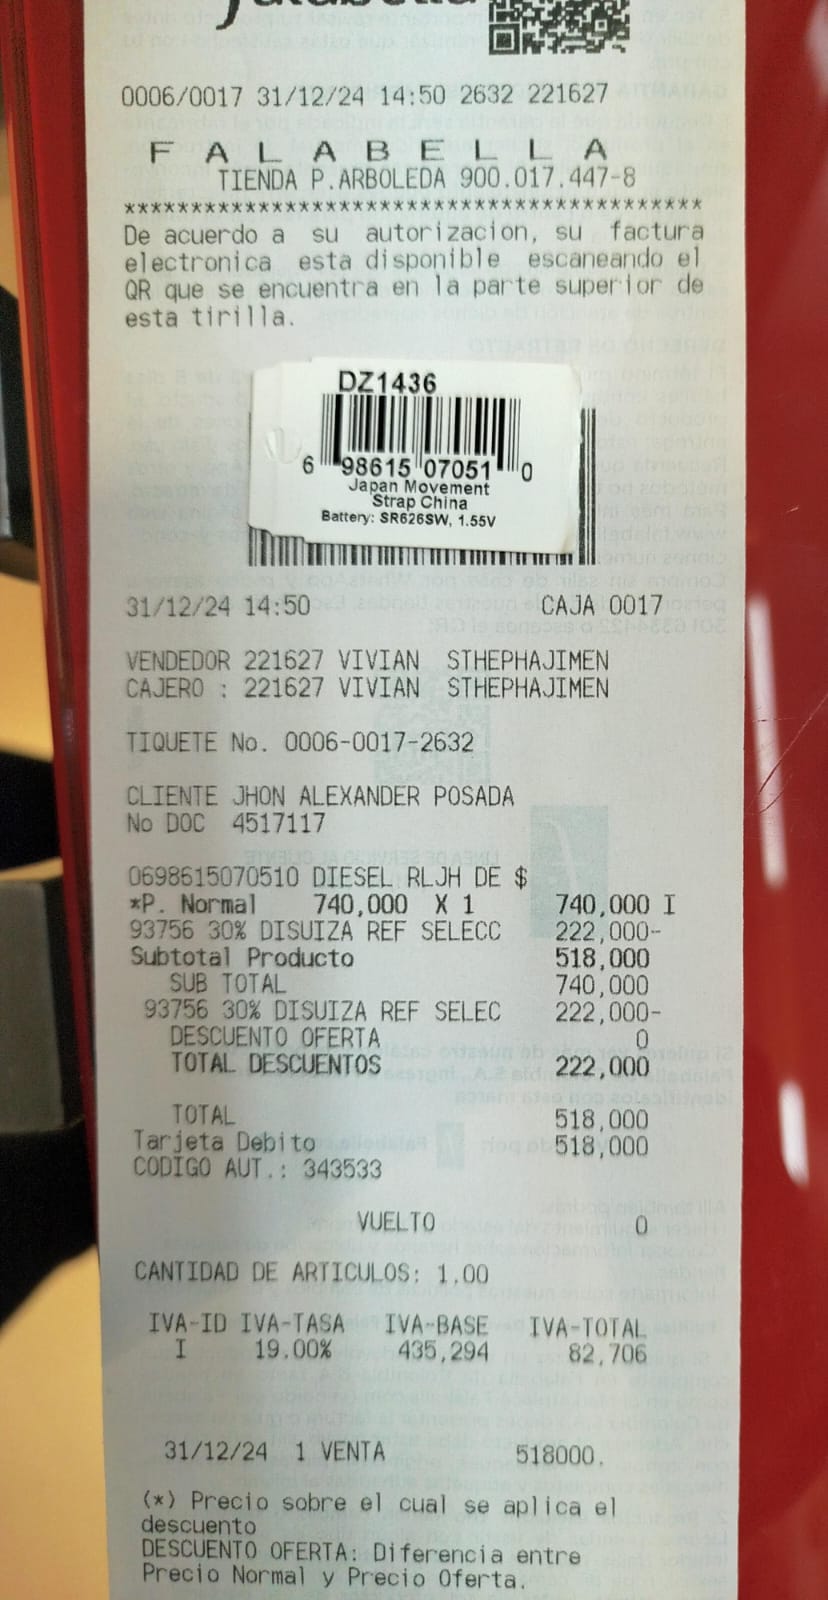 falabella
0006/0017 31/12/24 14:50 2632 221627
F A L A B E L L A
TIENDA P.ARBOLEDA 900.017.447-8
*******************************************
De acuerdo a su autorizacion, su factura
electronica esta disponible escaneando el
QR que se encuentra en la parte superior de
esta tirilla.
DZ1436
6 98615 07051 0
Japan Movement
Strap China
Battery: SR626SW, 1.55V
31/12/24 14:50 CAJA 0017
VENDEDOR 221627 VIVIAN STHEPHAJIMEN
CAJERO : 221627 VIVIAN STHEPHAJIMEN
TIQUETE No. 0006-0017-2632
CLIENTE JHON ALEXANDER POSADA
No DOC 4517117
0698615070510 DIESEL RLJH DE $
*P. Normal 740,000 X 1 740,000 I
93756 30% DISUIZA REF SELECC 222,000-
Subtotal Producto 518,000
SUB TOTAL 740,000
93756 30% DISUIZA REF SELEC 222,000-
DESCUENTO OFERTA 0
TOTAL DESCUENTOS 222,000
TOTAL 518,000
Tarjeta Debito 518,000
CODIGO AUT.: 343533
VUELTO 0
CANTIDAD DE ARTICULOS: 1.00
IVA-ID IVA-TASA IVA-BASE IVA-TOTAL
I 19.00% 435,294 82,706
31/12/24 1 VENTA 518000.
(*) Precio sobre el cual se aplica el
descuento
DESCUENTO OFERTA: Diferencia entre
Precio Normal y Precio Oferta.